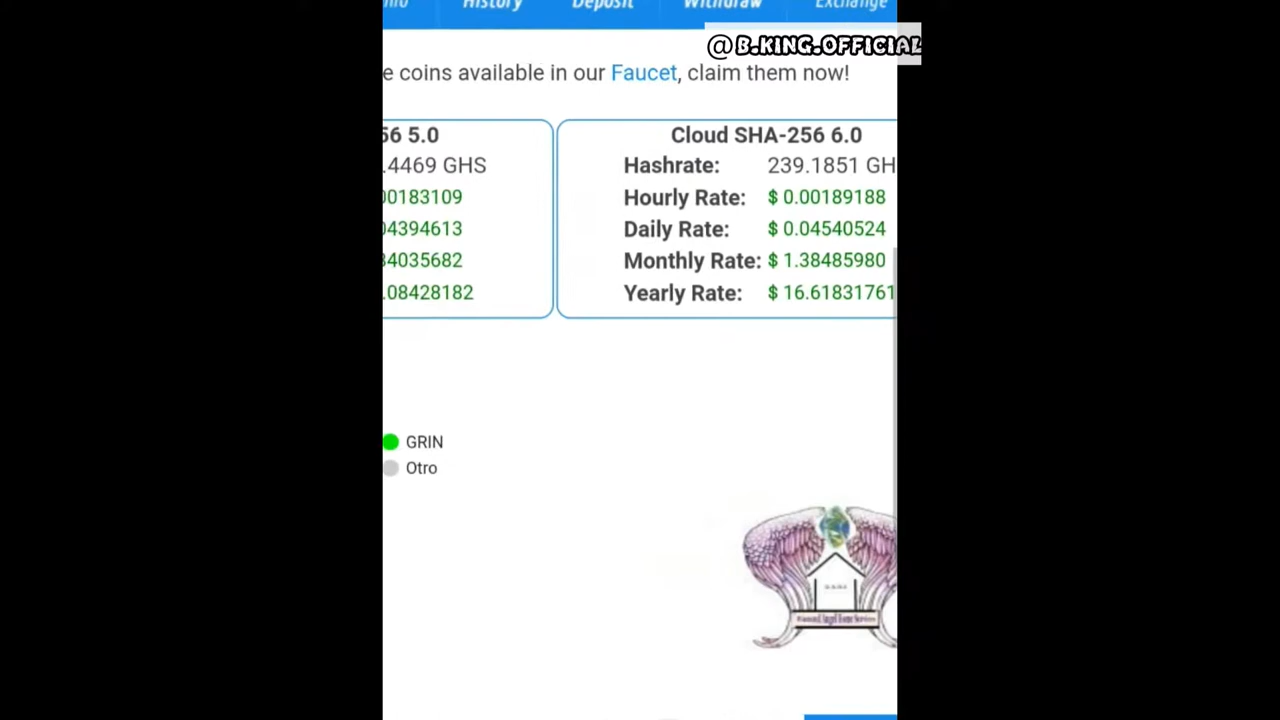 History Deposit Withdraw Exchange
@B.KING.OFFICIAL
e coins available in our Faucet, claim them now!
56 5.0
.4469 GHS
00183109
04394613
34035682
.08428182
Cloud SHA-256 6.0
Hashrate: 239.1851 GH
Hourly Rate: $ 0.00189188
Daily Rate: $ 0.04540524
Monthly Rate: $ 1.38485980
Yearly Rate: $ 16.61831761
GRIN
Otro